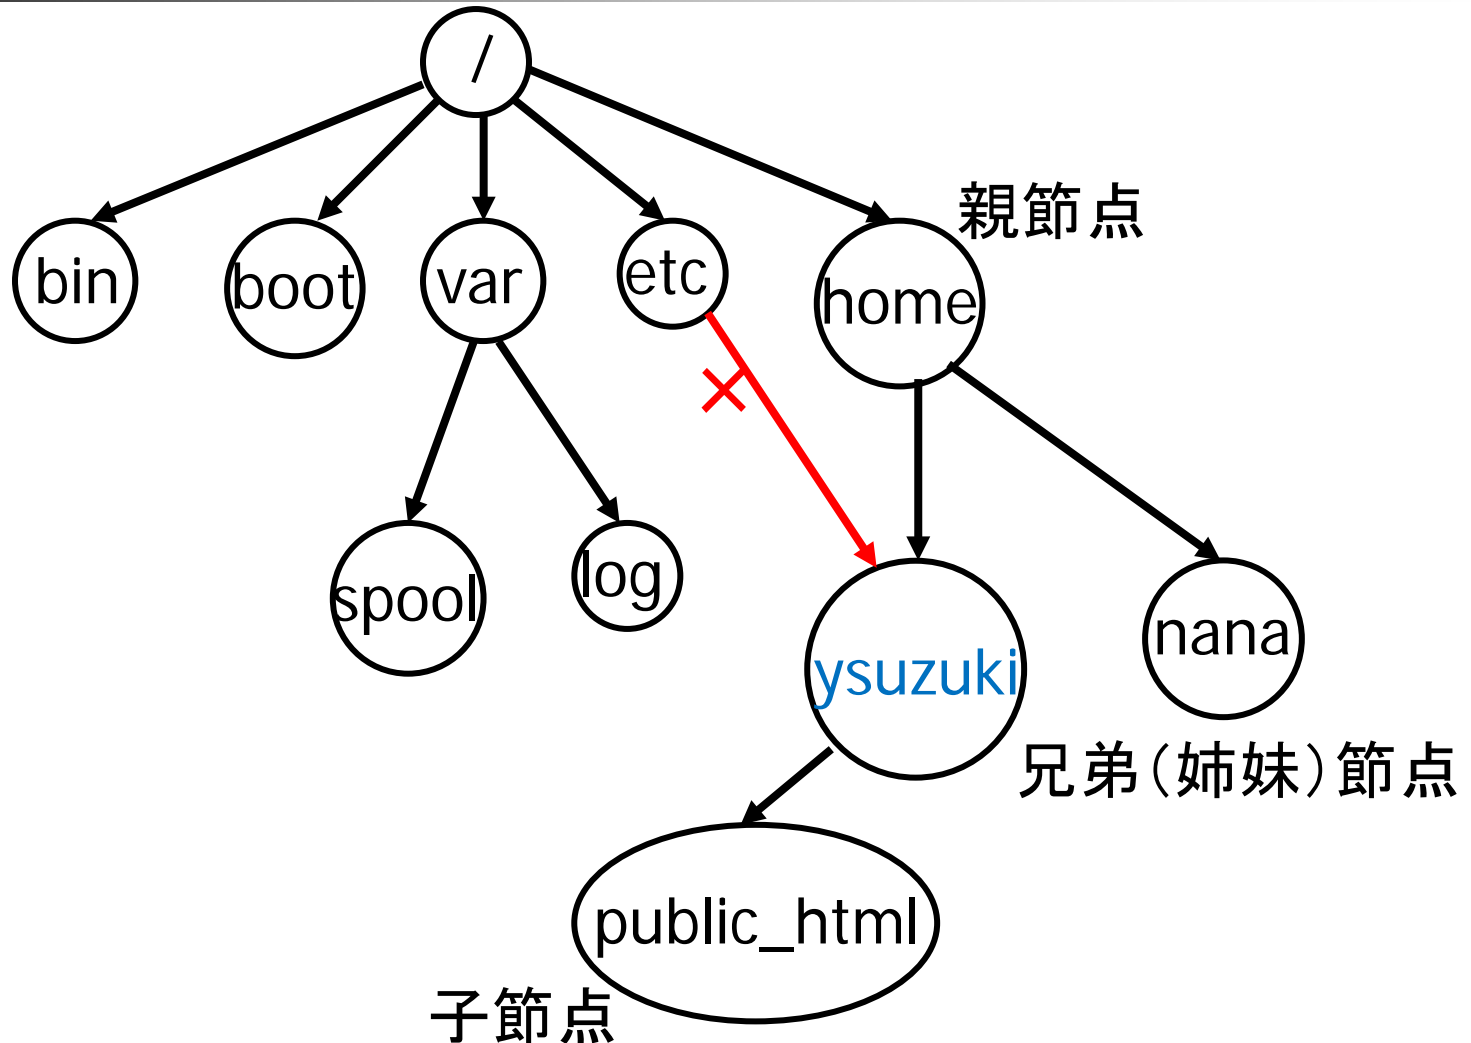 /
親節点
bin
boot
var
etc
home
×
spool
log
ysuzuki
nana
兄弟(姉妹)節点
public_html
子節点